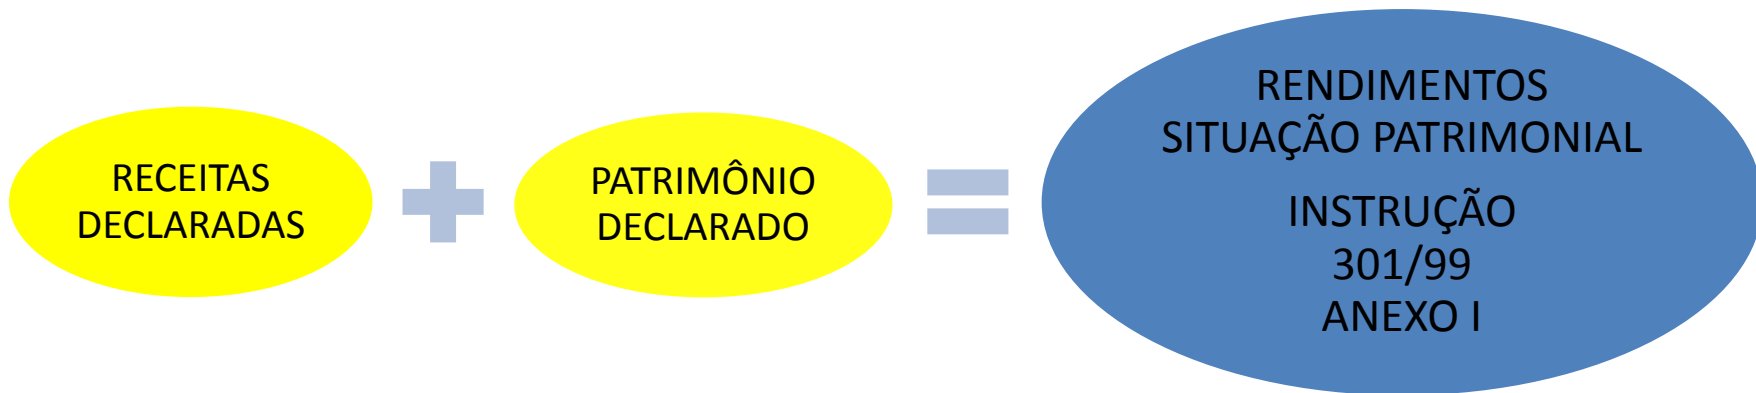 RECEITAS
DECLARADAS
PATRIMÔNIO
DECLARADO
RENDIMENTOS
SITUAÇÃO PATRIMONIAL
INSTRUÇÃO
301/99
ANEXO I